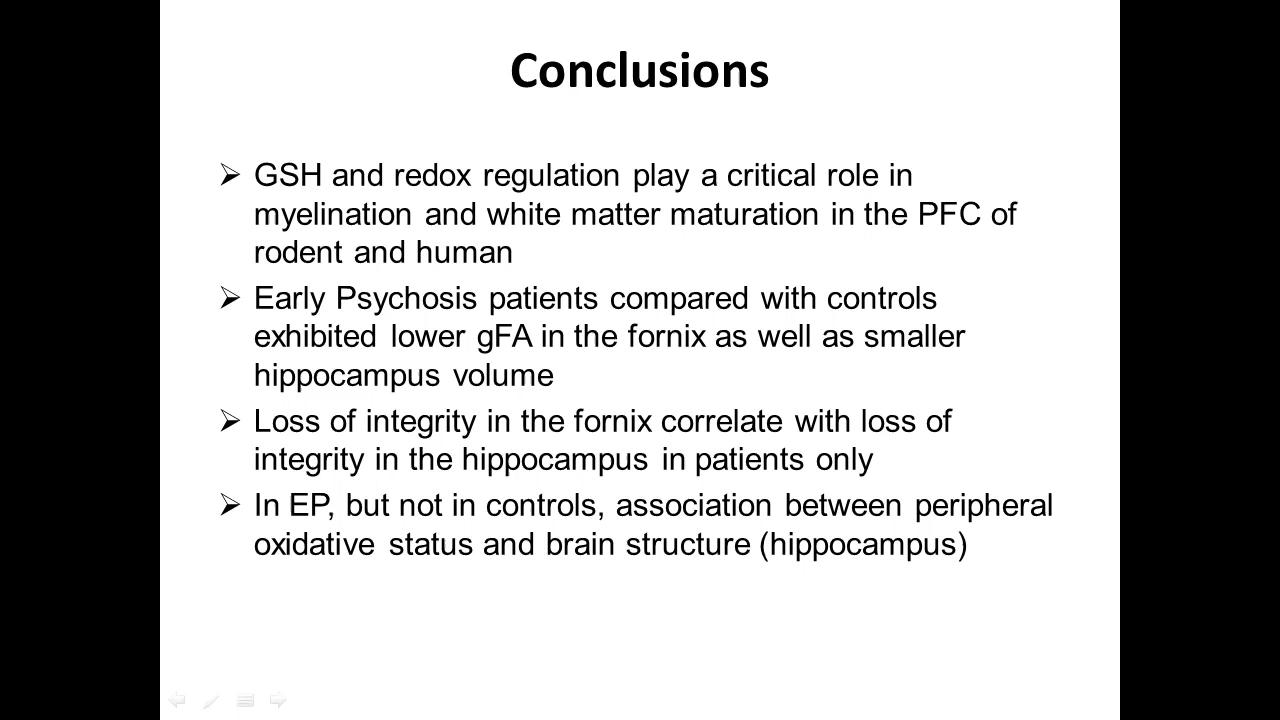 Conclusions
➢ GSH and redox regulation play a critical role in
myelination and white matter maturation in the PFC of
rodent and human
➢ Early Psychosis patients compared with controls
exhibited lower gFA in the fornix as well as smaller
hippocampus volume
➢ Loss of integrity in the fornix correlate with loss of
integrity in the hippocampus in patients only
➢ In EP, but not in controls, association between peripheral
oxidative status and brain structure (hippocampus)